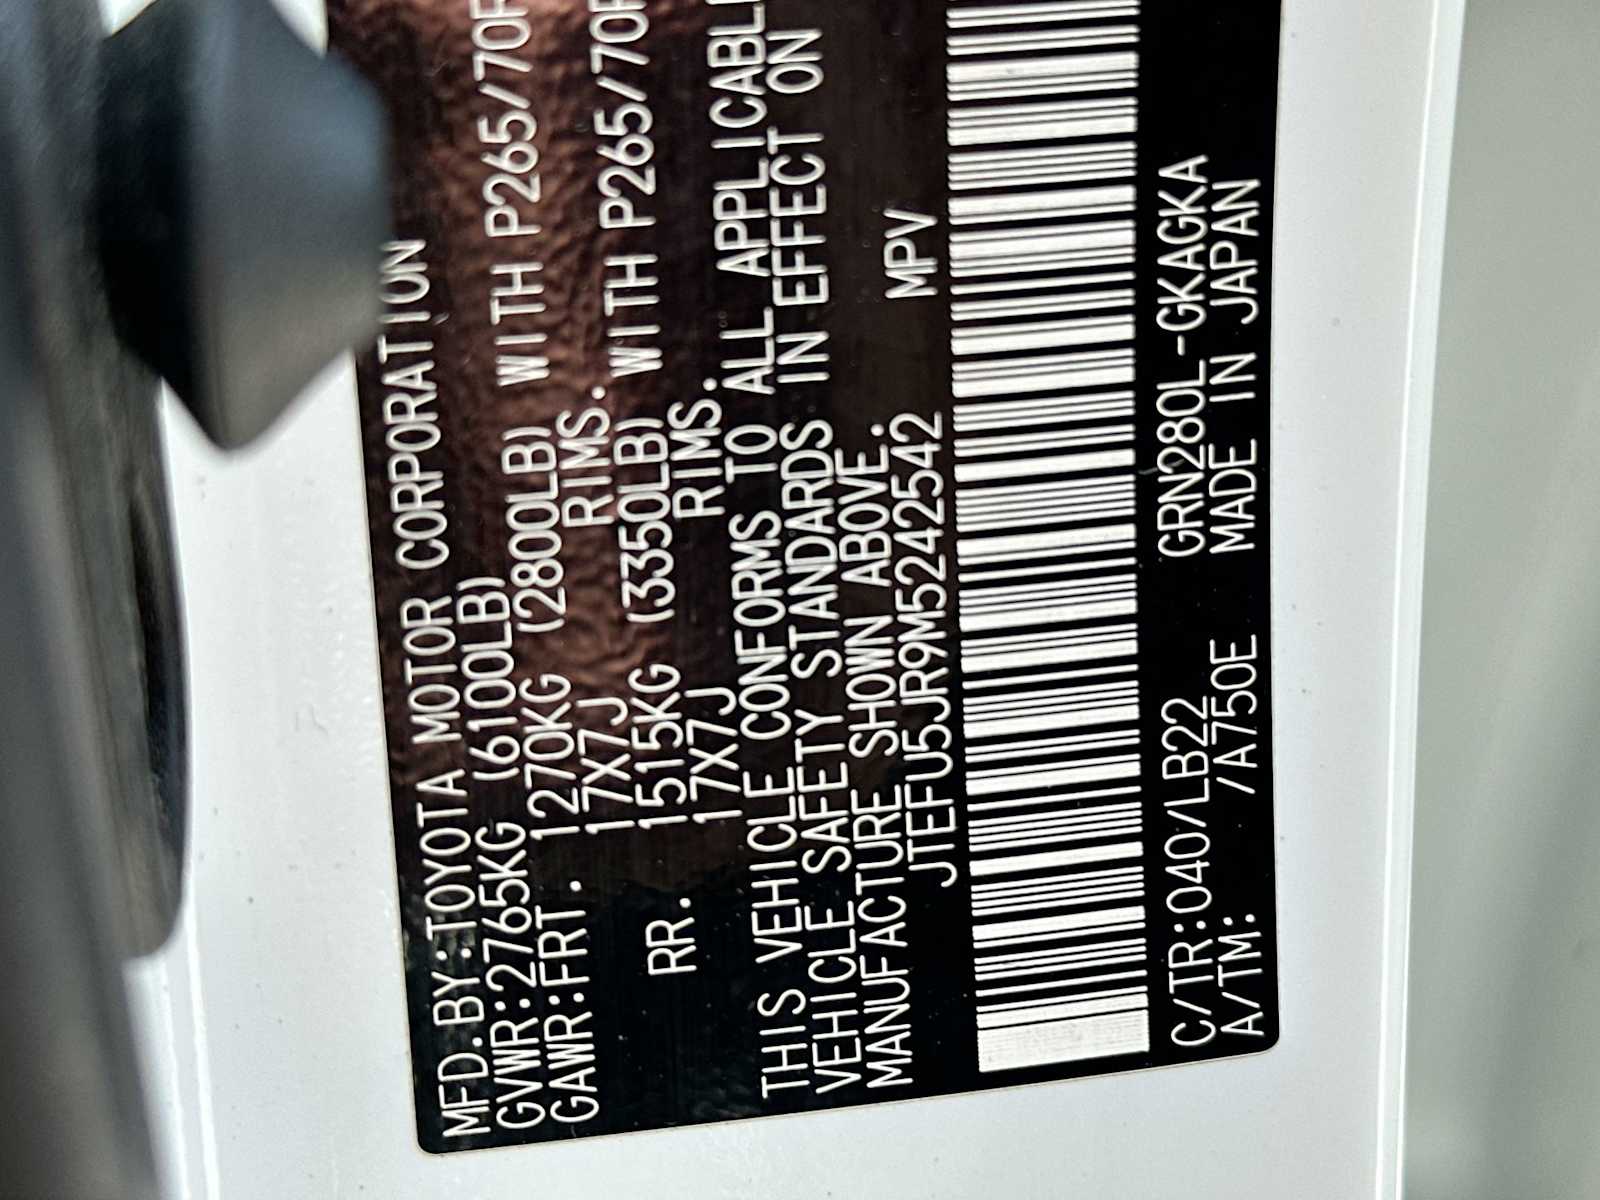 MFD.BY:TOYOTA MOTOR CORPORATION
GVWR:2765KG (6100LB)
GAWR:FRT. 1270KG (2800LB) WITH P265/70R
17X7J RIMS.
RR. 1515KG (3350LB) WITH P265/70R
17X7J RIMS.
THIS VEHICLE CONFORMS TO ALL APPLICABL
VEHICLE SAFETY STANDARDS IN EFFECT ON
MANUFACTURE SHOWN ABOVE.
JTEFU5JR9M5242542 MPV
C/TR:040/LB22 GRN280L-GKAGKA
A/TM: /A750E MADE IN JAPAN